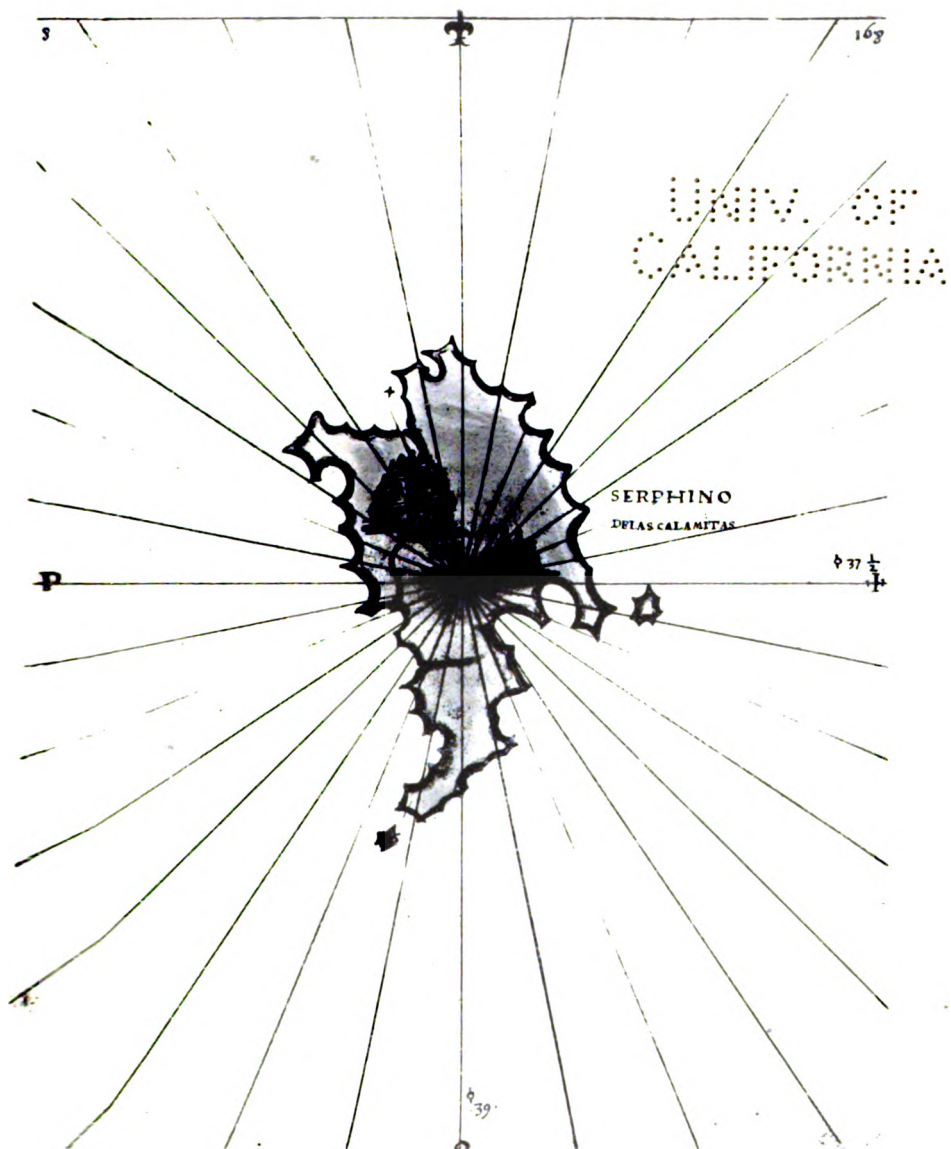 8 168
UNIV. OF
CALIFORNIA
SERPHINO
DELAS CALAMITAS
37 ½
P
39